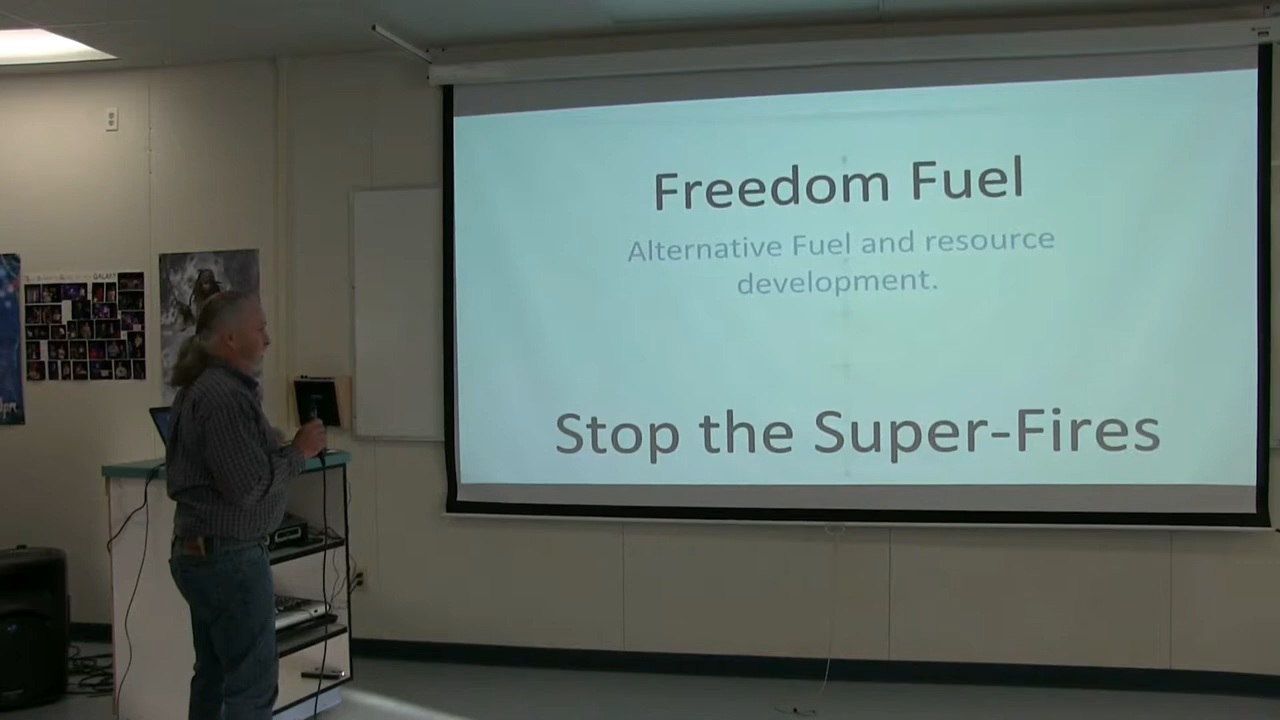 Freedom Fuel
Alternative Fuel and resource
development.
Stop the Super-Fires